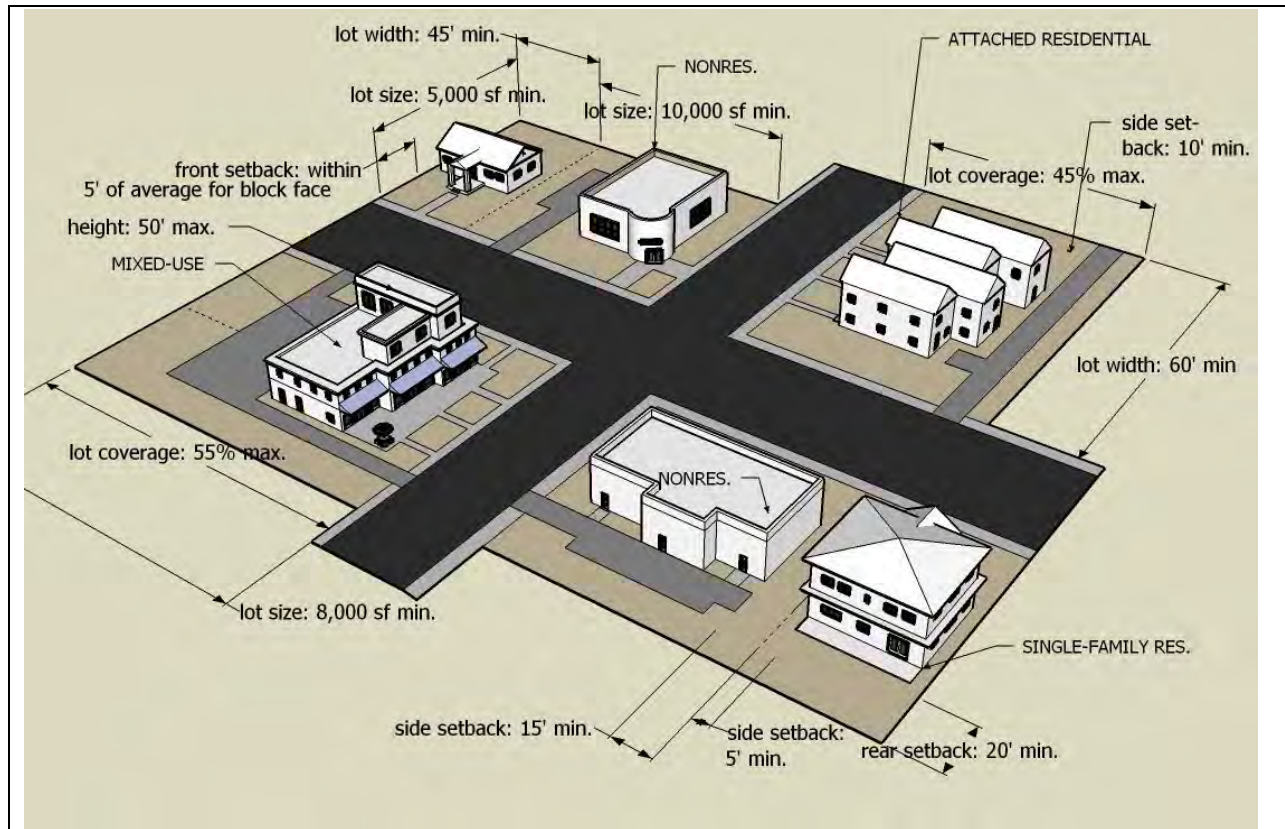 lot width: 45' min.
ATTACHED RESIDENTIAL
NONRES.
lot size: 5,000 sf min.
lot size: 10,000 sf min.
side set-
back: 10' min.
front setback: within
5' of average for block face
lot coverage: 45% max.
height: 50' max.
MIXED-USE
lot width: 60' min
lot coverage: 55% max.
NONRES.
lot size: 8,000 sf min.
SINGLE-FAMILY RES.
side setback: 15' min.
side setback:
5' min.
rear setback: 20' min.